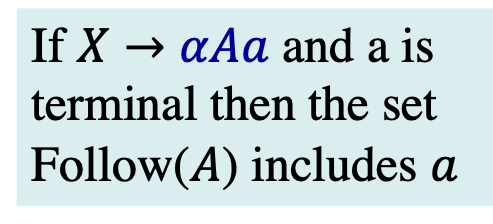 If X → αAa and a is
terminal then the set
Follow(A) includes a